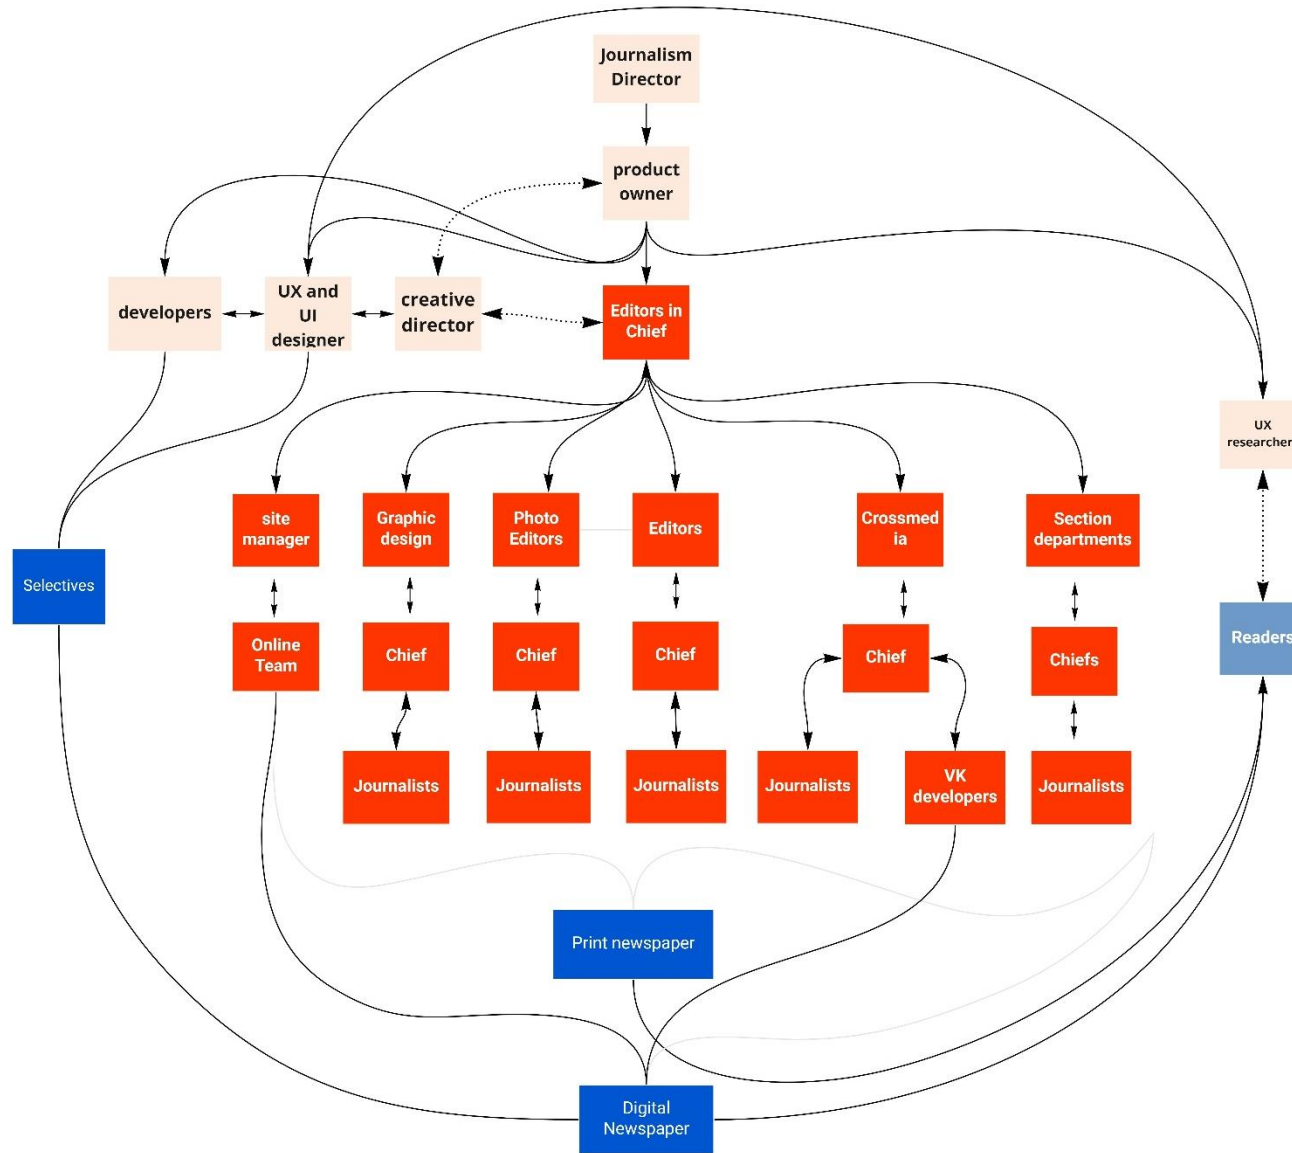 Journalism
Director
product
owner
developers
UX and
UI
designer
creative
director
Editors in
Chief
UX
researcher
site
manager
Graphic
design
Photo
Editors
Editors
Crossmed
ia
Section
departments
Selectives
Online
Team
Chief
Chief
Chief
Chief
Chiefs
Readers
Journalists
Journalists
Journalists
Journalists
VK
developers
Journalists
Print newspaper
Digital
Newspaper